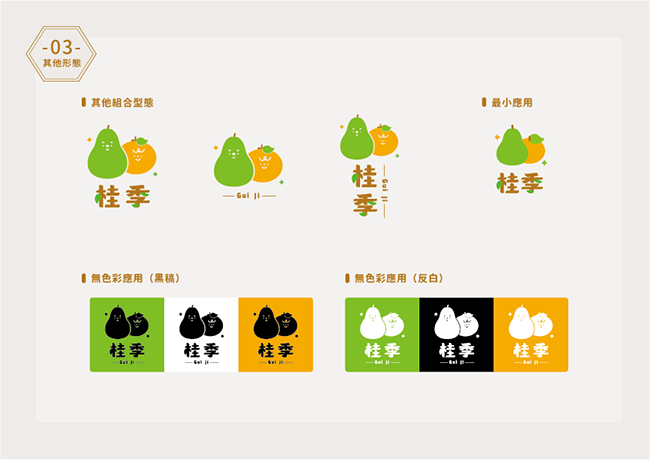 -03-
其他形態
其他組合型態
最小應用
桂季
Gui Ji
桂季
Gui Ji
桂季
無色彩應用（黑稿）
無色彩應用（反白）
桂季
Gui Ji
桂季
Gui Ji
桂季
Gui Ji
桂季
Gui Ji
桂季
Gui Ji
桂季
Gui Ji